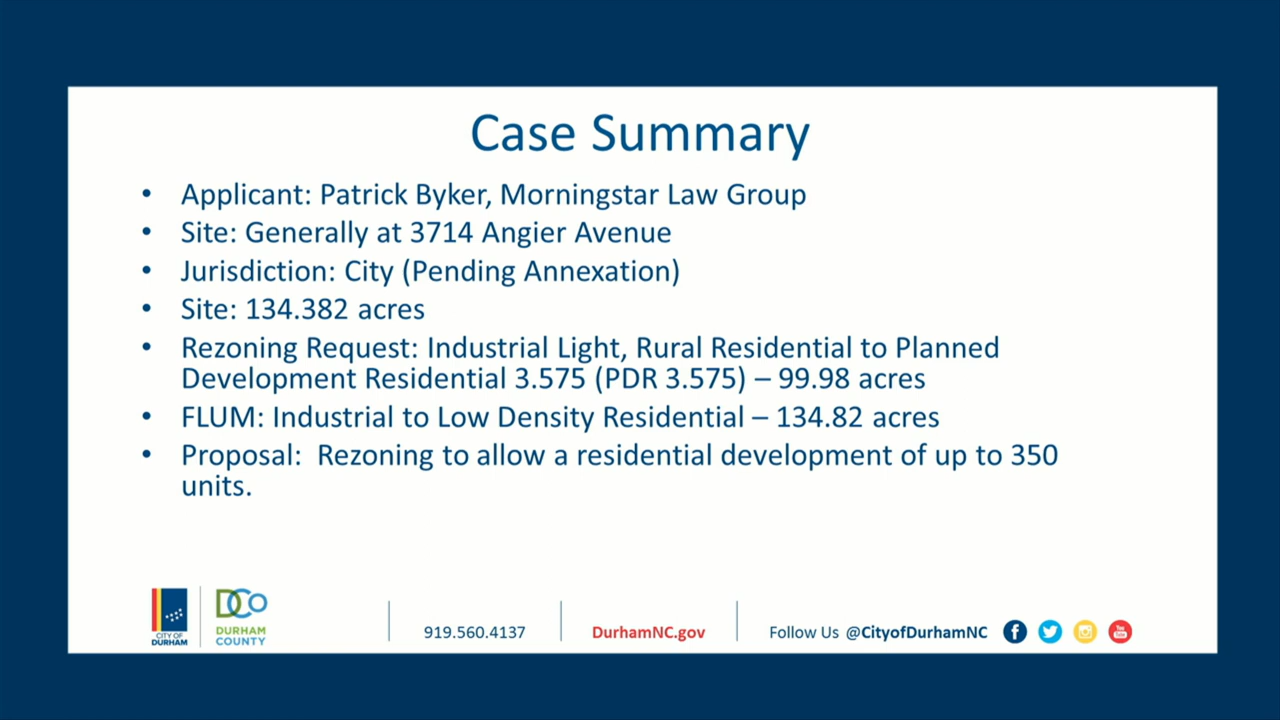 Case Summary
• Applicant: Patrick Byker, Morningstar Law Group
• Site: Generally at 3714 Angier Avenue
• Jurisdiction: City (Pending Annexation)
• Site: 134.382 acres
• Rezoning Request: Industrial Light, Rural Residential to Planned
Development Residential 3.575 (PDR 3.575) – 99.98 acres
• FLUM: Industrial to Low Density Residential – 134.82 acres
• Proposal:  Rezoning to allow a residential development of up to 350
units.
CITY OF
DURHAM
DCo
DURHAM
COUNTY
919.560.4137
DurhamNC.gov
Follow Us @CityofDurhamNC
You
Tube